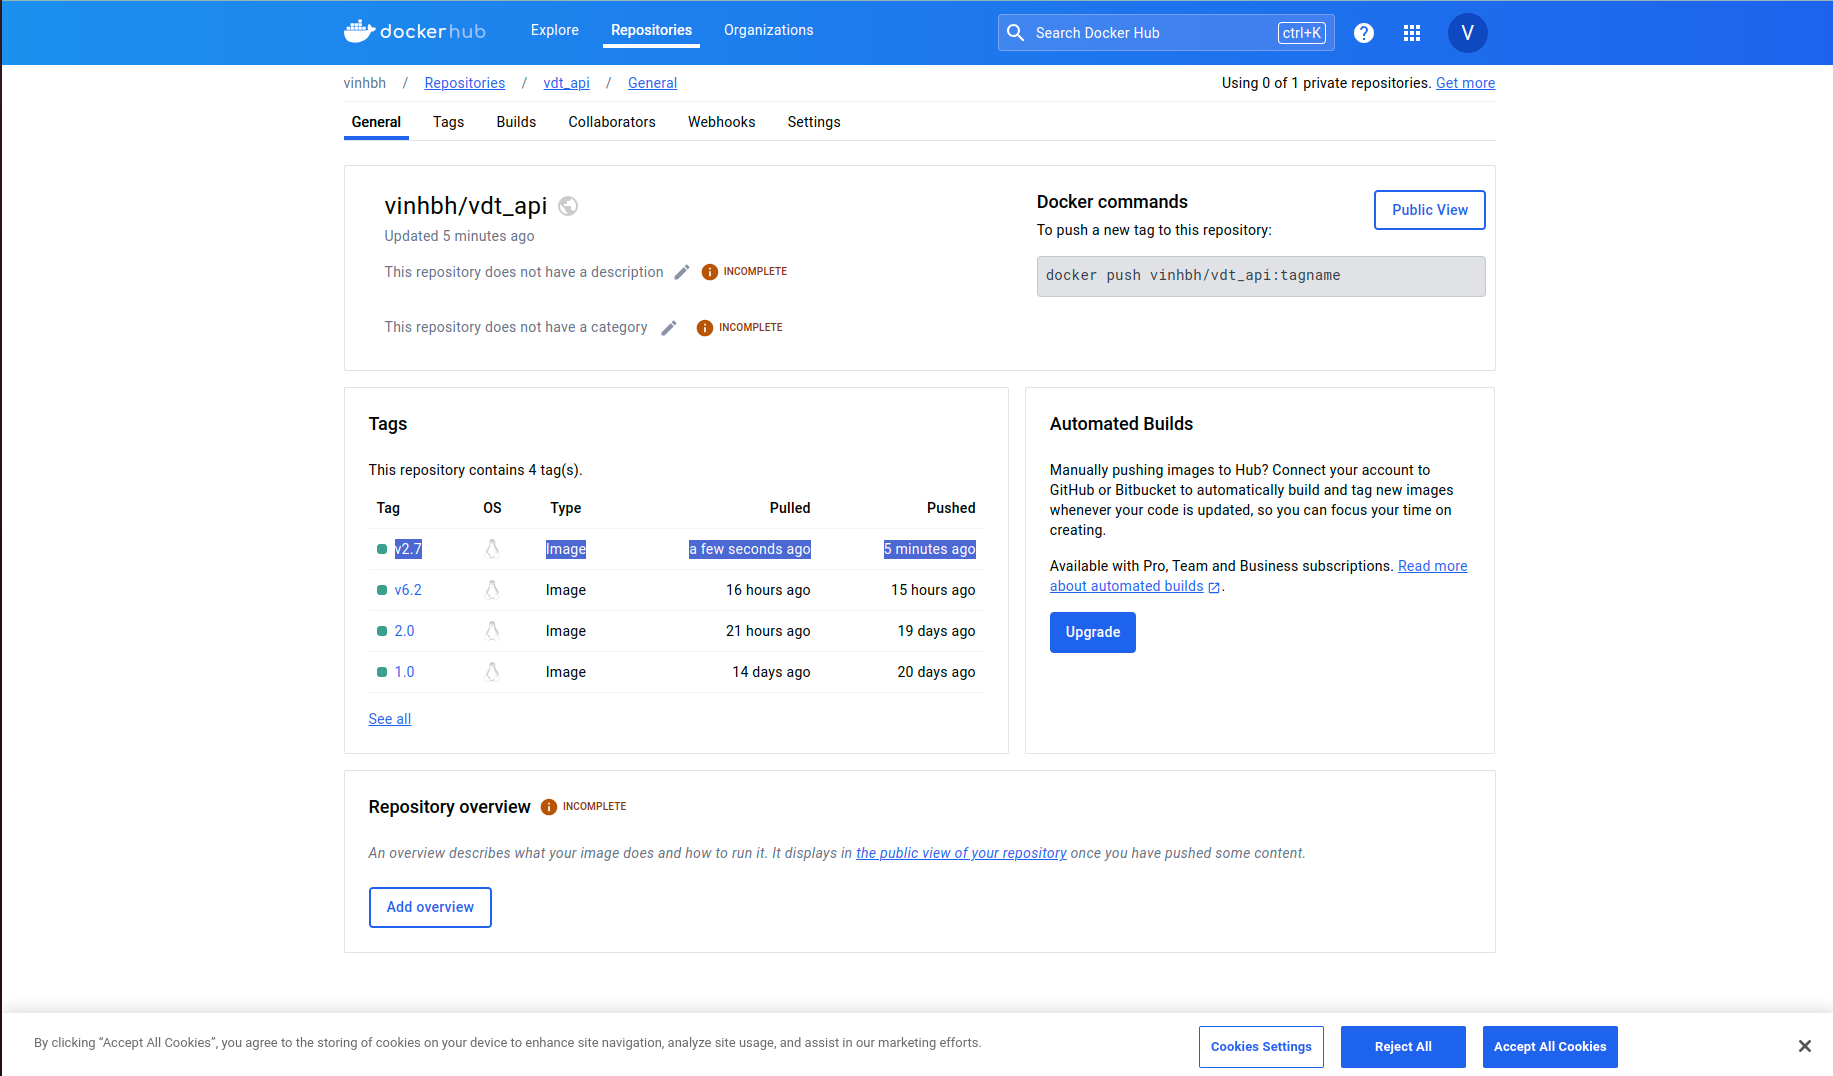 dockerhub Explore Repositories Organizations Search Docker Hub ctrl+K ? V
vinhbh / Repositories / vdt_api / General Using 0 of 1 private repositories. Get more
General Tags Builds Collaborators Webhooks Settings
vinhbh/vdt_api
Updated 5 minutes ago
This repository does not have a description INCOMPLETE
This repository does not have a category INCOMPLETE
Docker commands Public View
To push a new tag to this repository:
docker push vinhbh/vdt_api:tagname
Tags
This repository contains 4 tag(s).
Tag OS Type Pulled Pushed
v2.7 Image a few seconds ago 5 minutes ago
v6.2 Image 16 hours ago 15 hours ago
2.0 Image 21 hours ago 19 days ago
1.0 Image 14 days ago 20 days ago
See all
Automated Builds
Manually pushing images to Hub? Connect your account to
GitHub or Bitbucket to automatically build and tag new images
whenever your code is updated, so you can focus your time on
creating.
Available with Pro, Team and Business subscriptions. Read more
about automated builds.
Upgrade
Repository overview INCOMPLETE
An overview describes what your image does and how to run it. It displays in the public view of your repository once you have pushed some content.
Add overview
By clicking “Accept All Cookies”, you agree to the storing of cookies on your device to enhance site navigation, analyze site usage, and assist in our marketing efforts. Cookies Settings Reject All Accept All Cookies